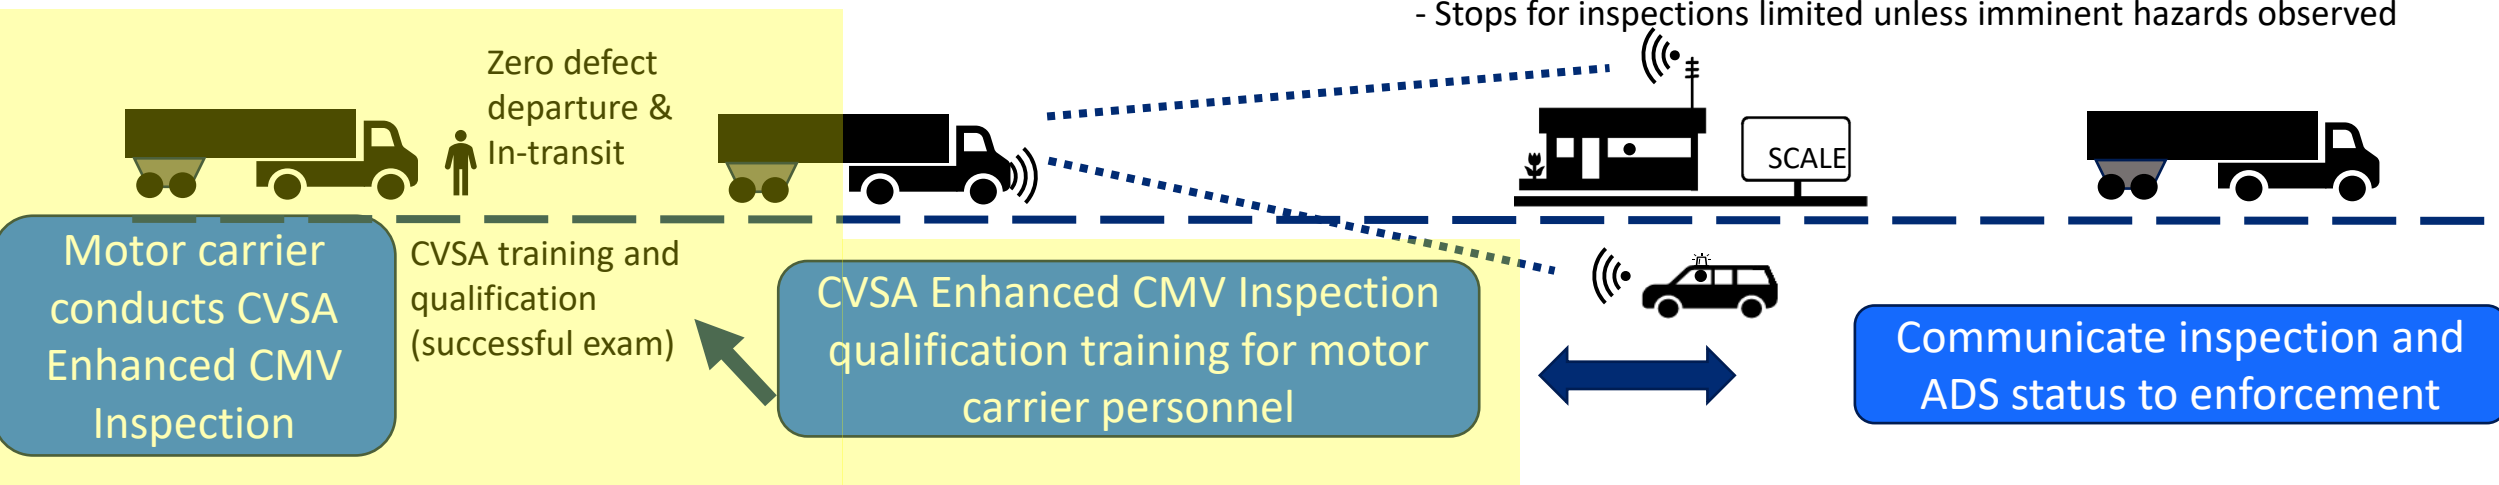 - Stops for inspections limited unless imminent hazards observed
Zero defect
departure &
In-transit
SCALE
Motor carrier
conducts CVSA
Enhanced CMV
Inspection
CVSA training and
qualification
(successful exam)
CVSA Enhanced CMV Inspection
qualification training for motor
carrier personnel
Communicate inspection and
ADS status to enforcement